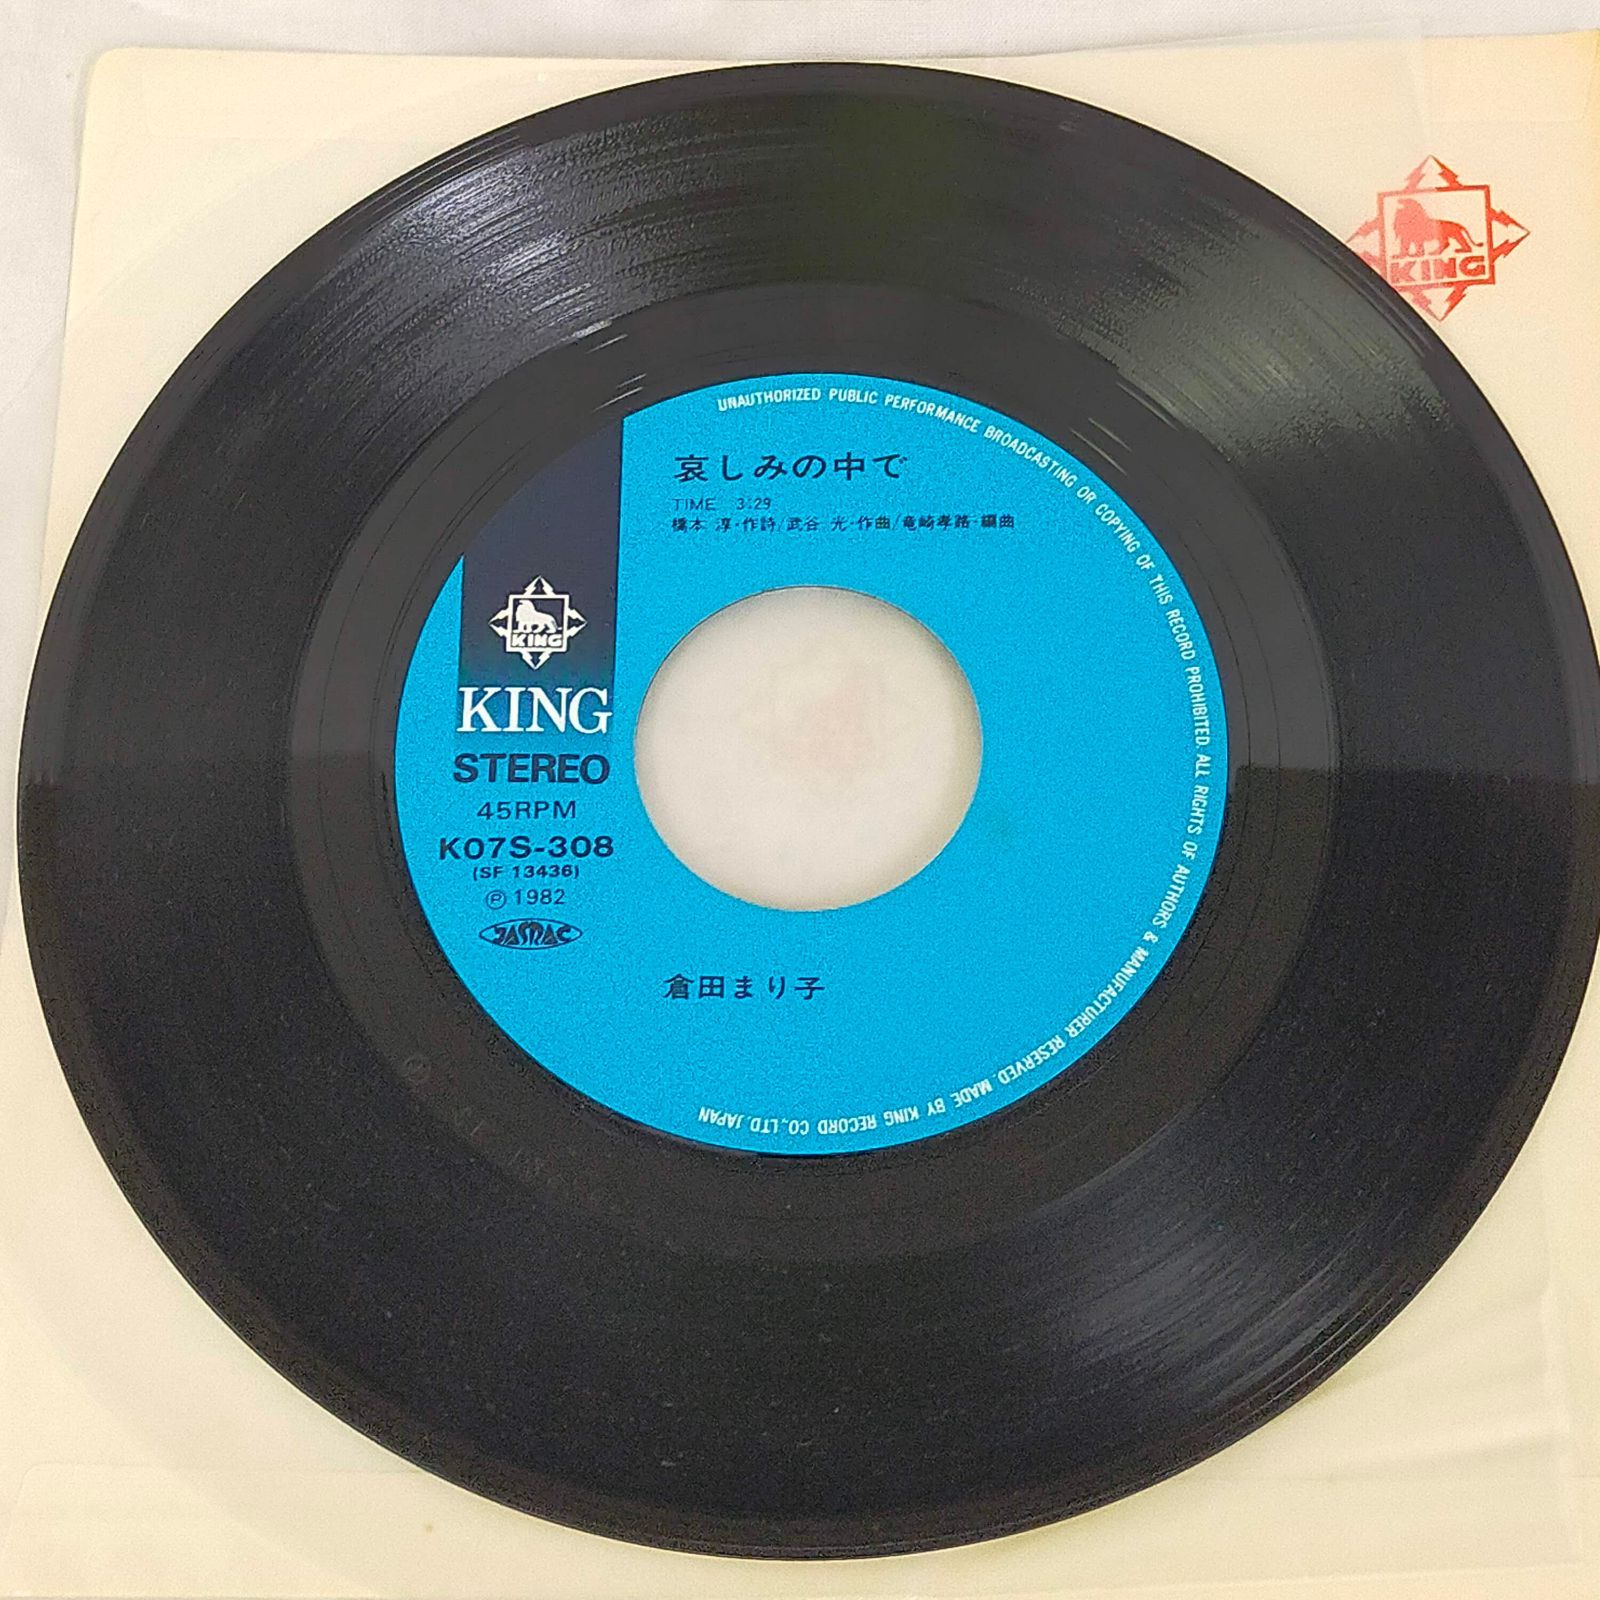 哀しみの中で
TIME 3:29
橋本 淳・作詩/武谷 光・作曲/竜崎孝路・編曲
KING
KING
STEREO
45RPM
K07S-308
(SF 13436)
Ⓟ 1982
JASRAC
倉田まり子
UNAUTHORIZED PUBLIC PERFORMANCE BROADCASTING OR COPYING OF THIS RECORD PROHIBITED. ALL RIGHTS OF AUTHORS & MANUFACTURER RESERVED. MADE BY KING RECORD CO.,LTD. JAPAN
KING